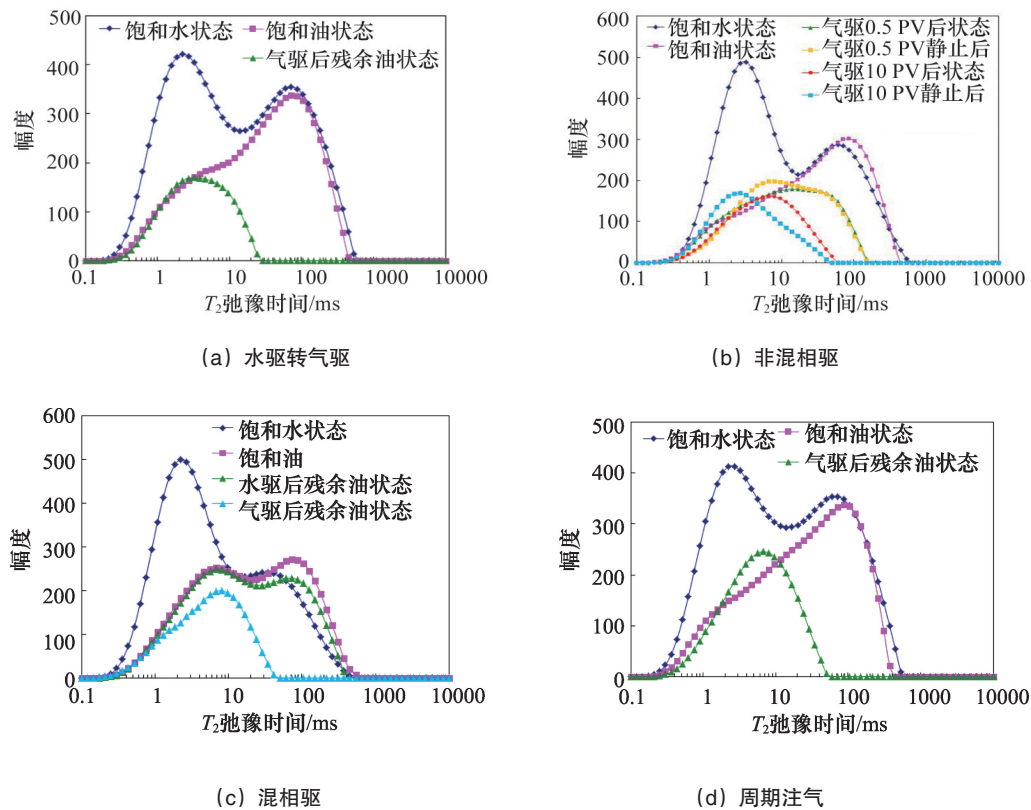 500
400
300
200
100
0
幅度
饱和水状态
饱和油状态
气驱后残余油状态
0.1
1
10
100
1000
10000
T2弛豫时间/ms
(a) 水驱转气驱
600
500
400
300
200
100
0
幅度
饱和水状态
饱和油状态
气驱0.5 PV后状态
气驱0.5 PV静止后
气驱10 PV后状态
气驱10 PV静止后
0.1
1
10
100
1000
10000
T2弛豫时间/ms
(b) 非混相驱
600
500
400
300
200
100
0
幅度
饱和水状态
饱和油
水驱后残余油状态
气驱后残余油状态
0.1
1
10
100
1000
10000
T2弛豫时间/ms
(c) 混相驱
500
400
300
200
100
0
幅度
饱和水状态
饱和油状态
气驱后残余油状态
0.1
1
10
100
1000
10000
T2弛豫时间/ms
(d) 周期注气